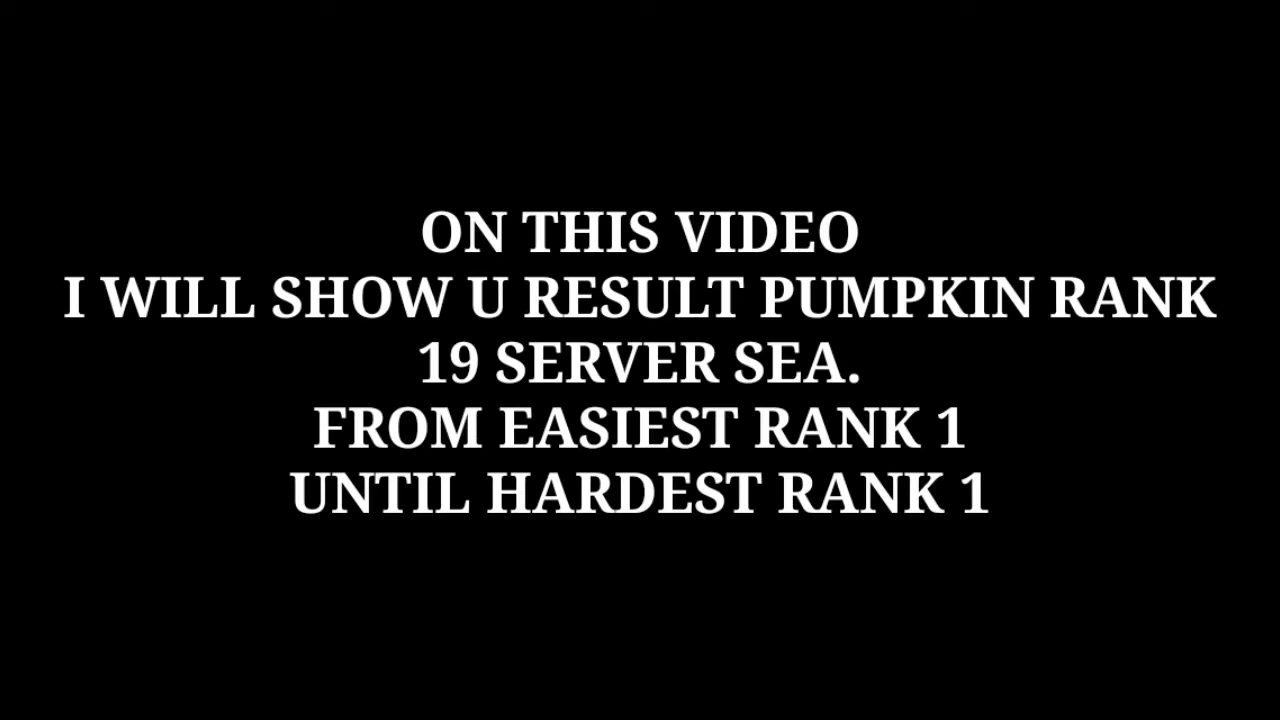 ON THIS VIDEO
I WILL SHOW U RESULT PUMPKIN RANK
19 SERVER SEA.
FROM EASIEST RANK 1
UNTIL HARDEST RANK 1